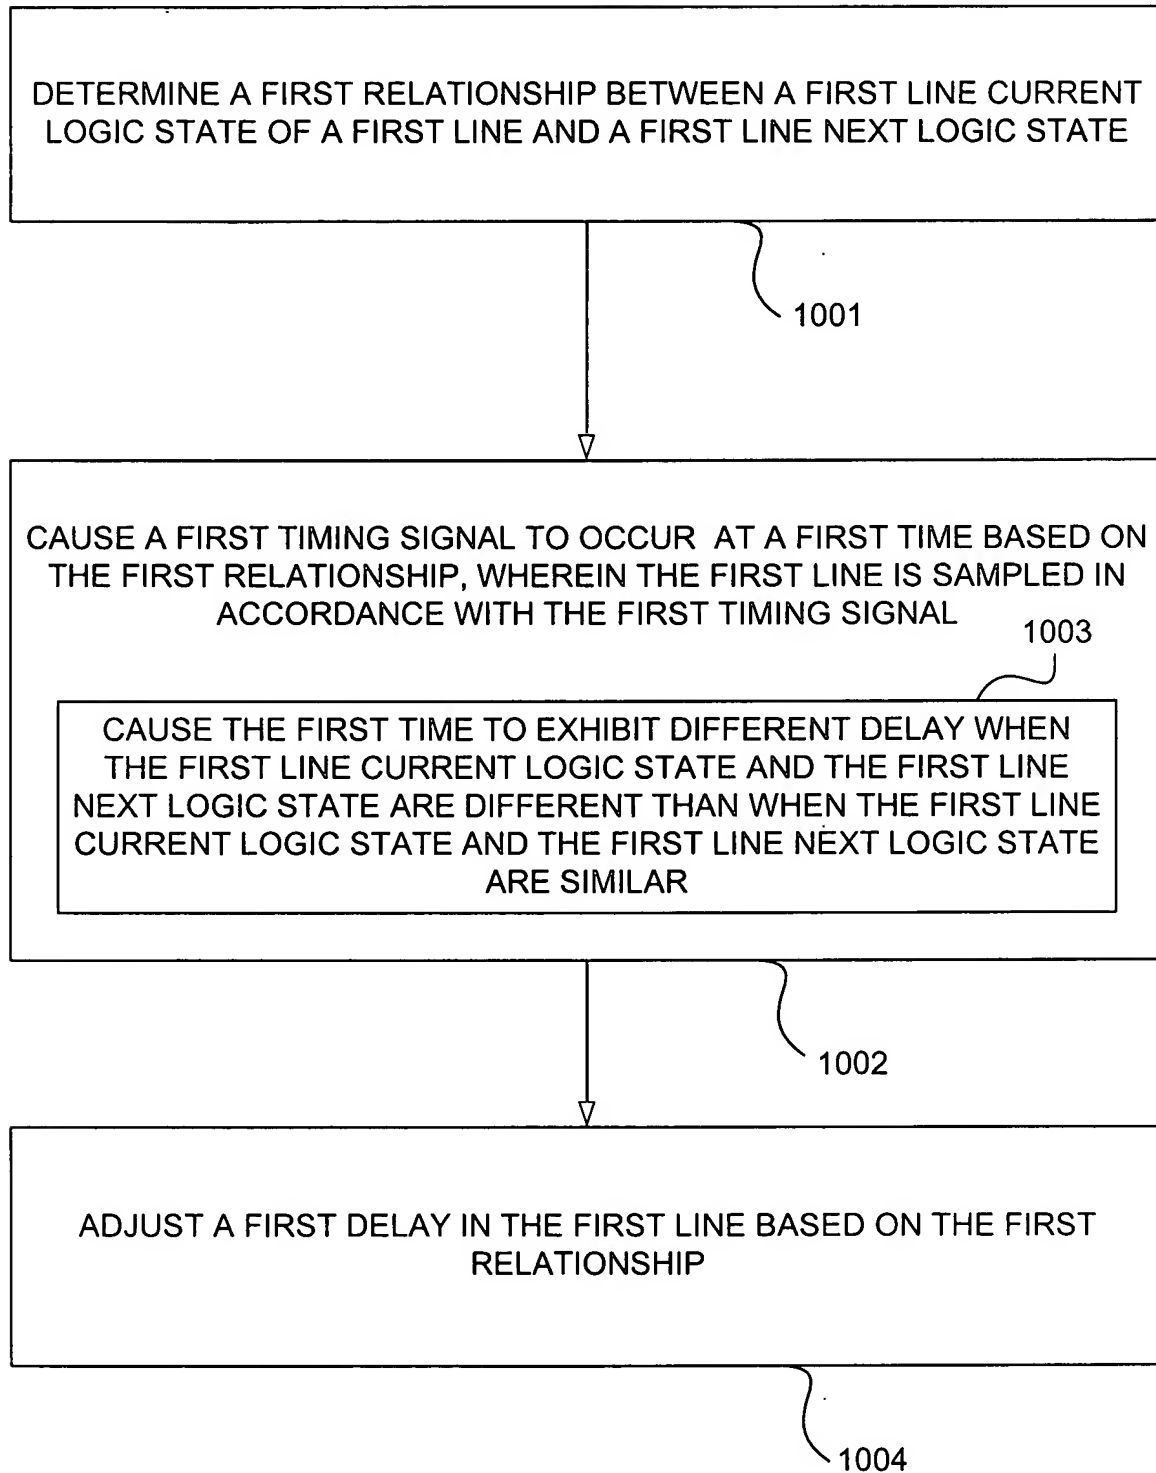 DETERMINE A FIRST RELATIONSHIP BETWEEN A FIRST LINE CURRENT
LOGIC STATE OF A FIRST LINE AND A FIRST LINE NEXT LOGIC STATE
1001
CAUSE A FIRST TIMING SIGNAL TO OCCUR AT A FIRST TIME BASED ON
THE FIRST RELATIONSHIP, WHEREIN THE FIRST LINE IS SAMPLED IN
ACCORDANCE WITH THE FIRST TIMING SIGNAL
1003
CAUSE THE FIRST TIME TO EXHIBIT DIFFERENT DELAY WHEN
THE FIRST LINE CURRENT LOGIC STATE AND THE FIRST LINE
NEXT LOGIC STATE ARE DIFFERENT THAN WHEN THE FIRST LINE
CURRENT LOGIC STATE AND THE FIRST LINE NEXT LOGIC STATE
ARE SIMILAR
1002
ADJUST A FIRST DELAY IN THE FIRST LINE BASED ON THE FIRST
RELATIONSHIP
1004